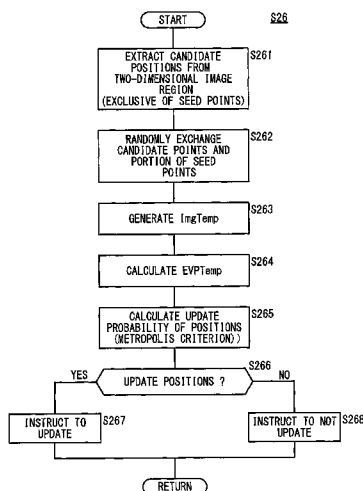 START
S26
EXTRACT CANDIDATE
POSITIONS FROM
TWO-DIMENSIONAL IMAGE
REGION
(EXCLUSIVE OF SEED POINTS)
S261
RANDOMLY EXCHANGE
CANDIDATE POINTS AND
PORTION OF SEED
POINTS
S262
GENERATE ImgTemp
S263
CALCULATE EVPTemp
S264
CALCULATE UPDATE
PROBABILITY OF POSITIONS
(METROPOLIS CRITERION))
S265
S266
YES
UPDATE POSITIONS ?
NO
INSTRUCT TO
UPDATE
S267
INSTRUCT TO NOT
UPDATE
S268
RETURN